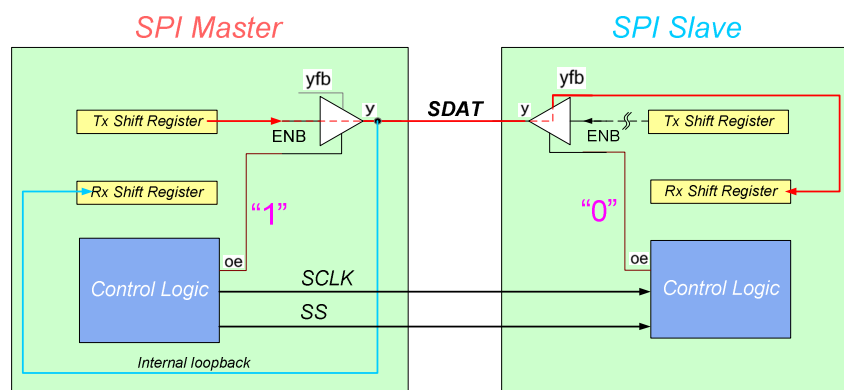 SPI Master
SPI Slave
yfb
yfb
y
SDAT
y
Tx Shift Register
ENB
ENB
Tx Shift Register
Rx Shift Register
“1”
“0”
Rx Shift Register
oe
oe
Control Logic
SCLK
Control Logic
SS
Internal loopback